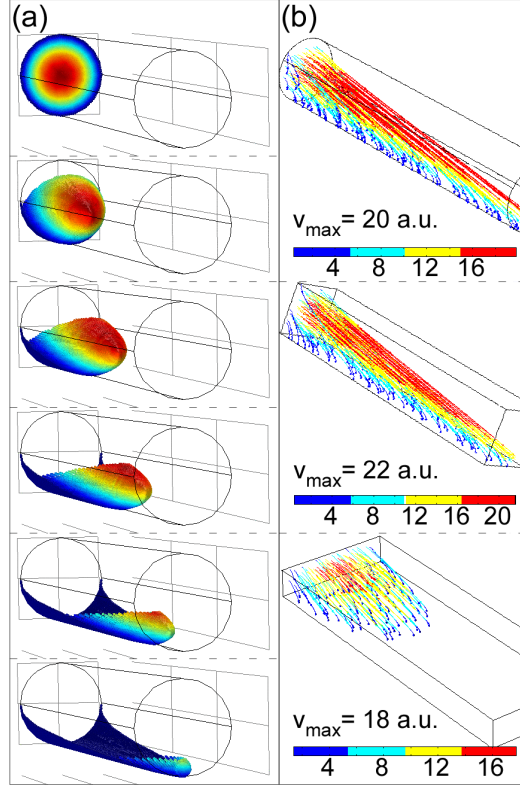 (a)
(b)
v_max = 20 a.u.
4 8 12 16
v_max = 22 a.u.
4 8 12 16 20
v_max = 18 a.u.
4 8 12 16